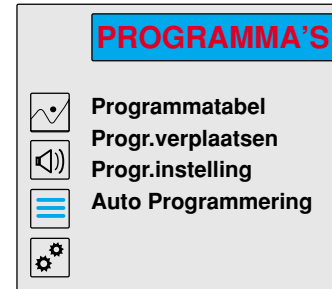 PROGRAMMA'S
Programmatabel
Progr.verplaatsen
Progr.instelling
Auto Programmering